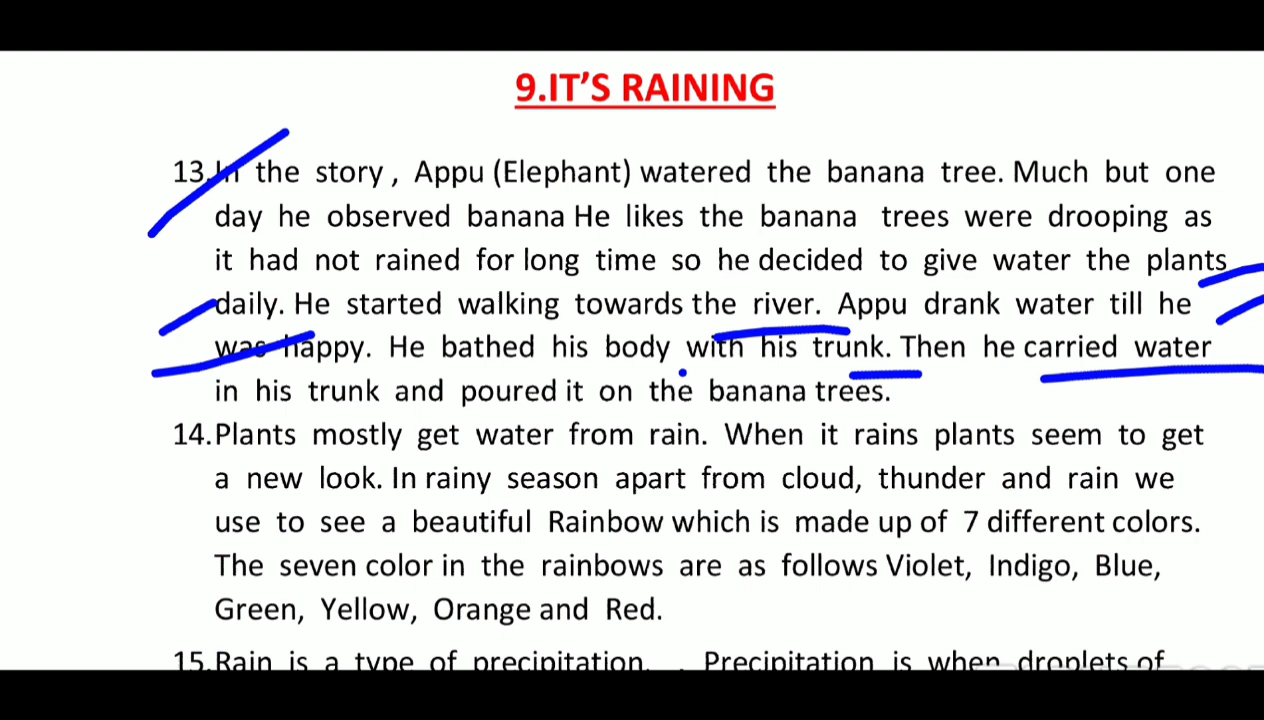 9.IT'S RAINING
13.In the story , Appu (Elephant) watered the banana tree. Much but one
day he observed banana He likes the banana trees were drooping as
it had not rained for long time so he decided to give water the plants
daily. He started walking towards the river. Appu drank water till he
was happy. He bathed his body with his trunk. Then he carried water
in his trunk and poured it on the banana trees.
14.Plants mostly get water from rain. When it rains plants seem to get
a new look. In rainy season apart from cloud, thunder and rain we
use to see a beautiful Rainbow which is made up of 7 different colors.
The seven color in the rainbows are as follows Violet, Indigo, Blue,
Green, Yellow, Orange and Red.
15.Rain is a type of precipitation. . Precipitation is when droplets of